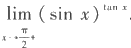 lim (sin x)^{tan x}.
x→π/2